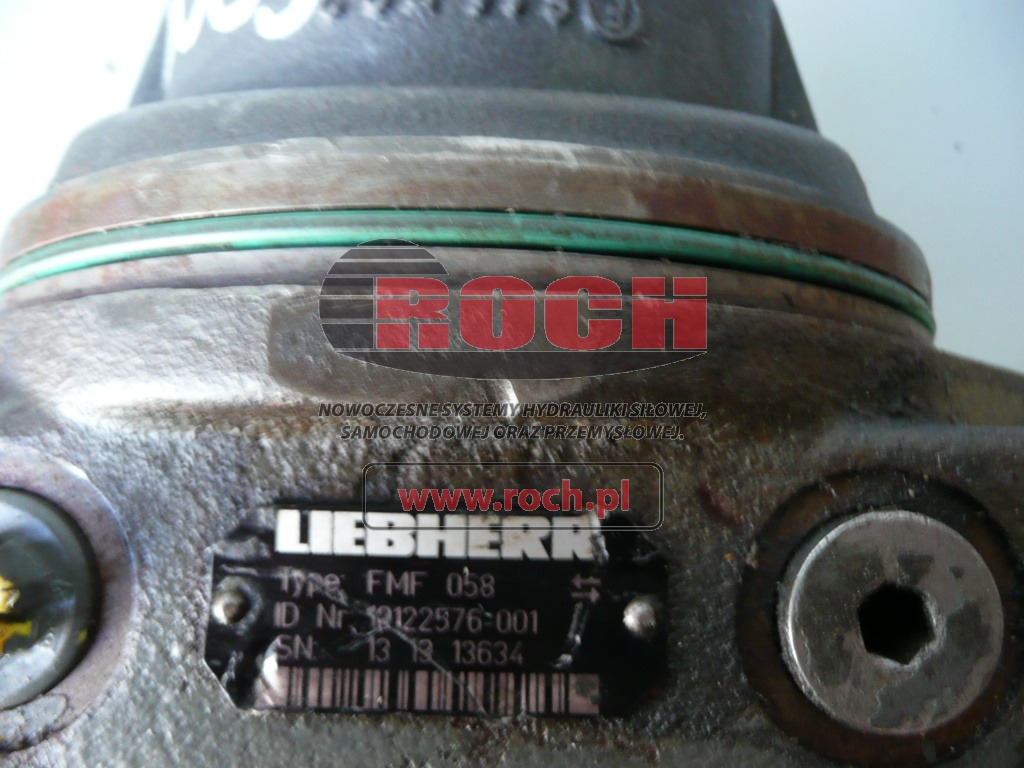 ROCH
NOWOCZESNE SYSTEMY HYDRAULIKI SIŁOWEJ,
SAMOCHODOWEJ ORAZ PRZEMYSŁOWEJ.
www.roch.pl
LIEBHERR
Type: FMF 058
ID Nr. 10122576-001
SN: 13 13 13634